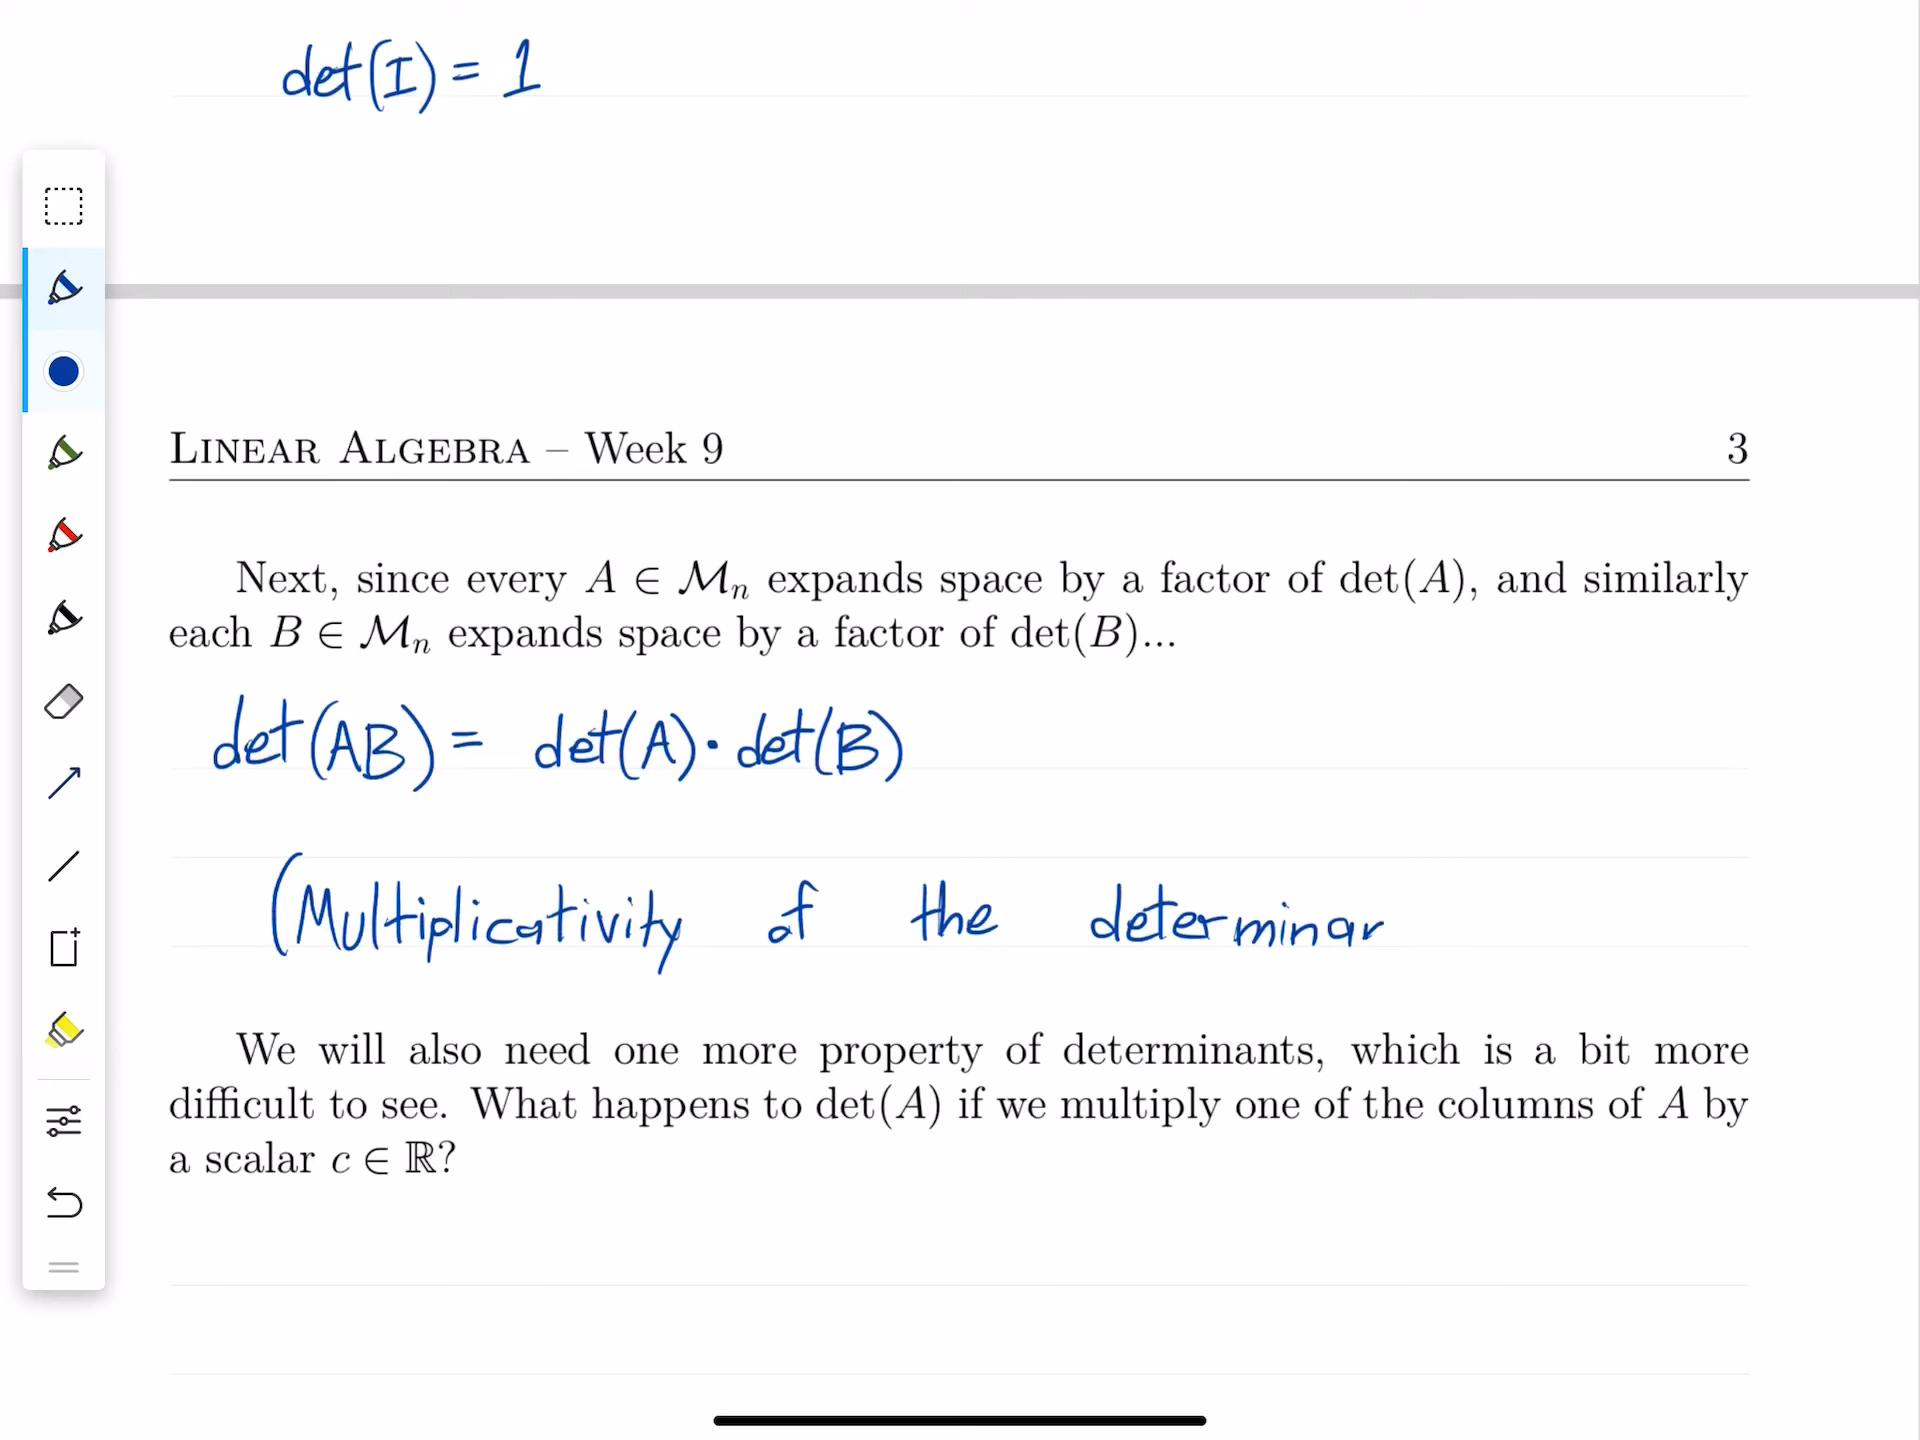 det(I) = 1
LINEAR ALGEBRA – Week 9 3
Next, since every A ∈ ℳₙ expands space by a factor of det(A), and similarly
each B ∈ ℳₙ expands space by a factor of det(B)...
det(AB) = det(A) · det(B)
(Multiplicativity of the determinar
We will also need one more property of determinants, which is a bit more
difficult to see. What happens to det(A) if we multiply one of the columns of A by
a scalar c ∈ ℝ?